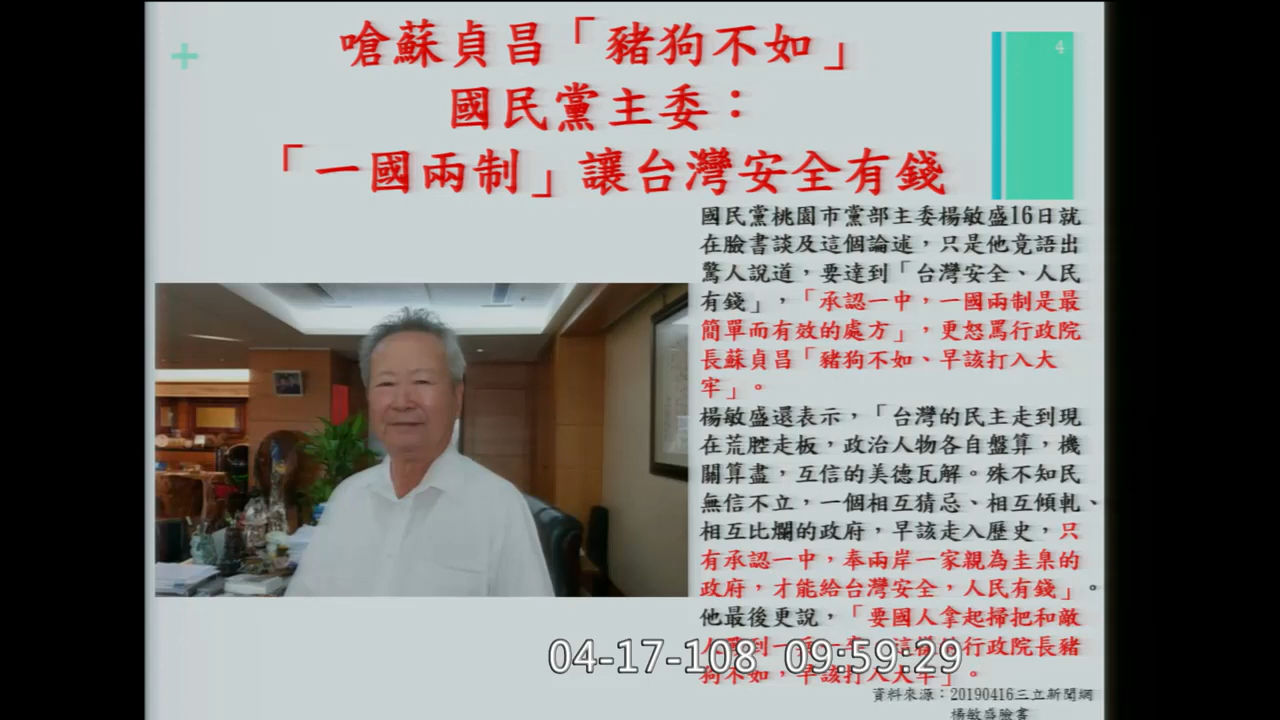 4
嗆蘇貞昌「豬狗不如」
國民黨主委：
「一國兩制」讓台灣安全有錢
國民黨桃園市黨部主委楊敏盛16日就
在臉書談及這個論述，只是他竟語出
驚人說道，要達到「台灣安全、人民
有錢」，「承認一中，一國兩制是最
簡單而有效的處方」，更怒罵行政院
長蘇貞昌「豬狗不如、早該打入大
牢」。
楊敏盛還表示，「台灣的民主走到現
在荒腔走板，政治人物各自盤算，機
關算盡，互信的美德瓦解。殊不知民
無信不立，一個相互猜忌、相互傾軋、
相互比爛的政府，早該走入歷史，只
有承認一中，奉兩岸一家親為圭臬的
政府，才能給台灣安全，人民有錢」。
他最後更說，「要國人拿起掃把和敵
行政院長豬
狗不如，早該打入大牢」。
04-17-108 09:59:29
資料來源：20190416三立新聞網
楊敏盛臉書